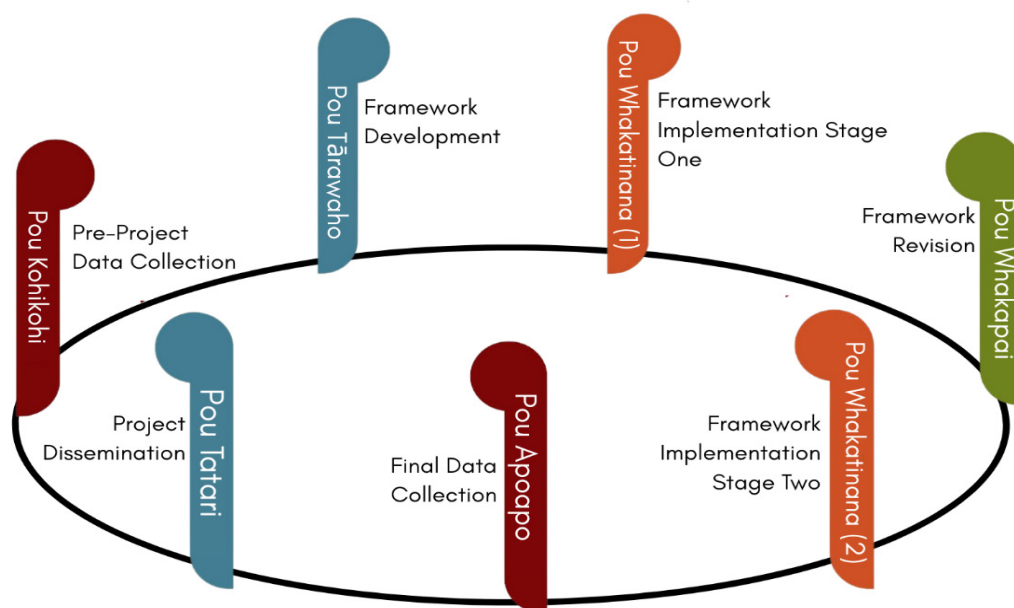 Pou Kohikohi
Pre-Project
Data Collection
Pou Tārawaho
Framework
Development
Pou Whakatinana (1)
Framework
Implementation Stage
One
Pou Whakapai
Framework
Revision
Pou Whakatinana (2)
Framework
Implementation
Stage Two
Pou Apoapo
Final Data
Collection
Pou Tatari
Project
Dissemination